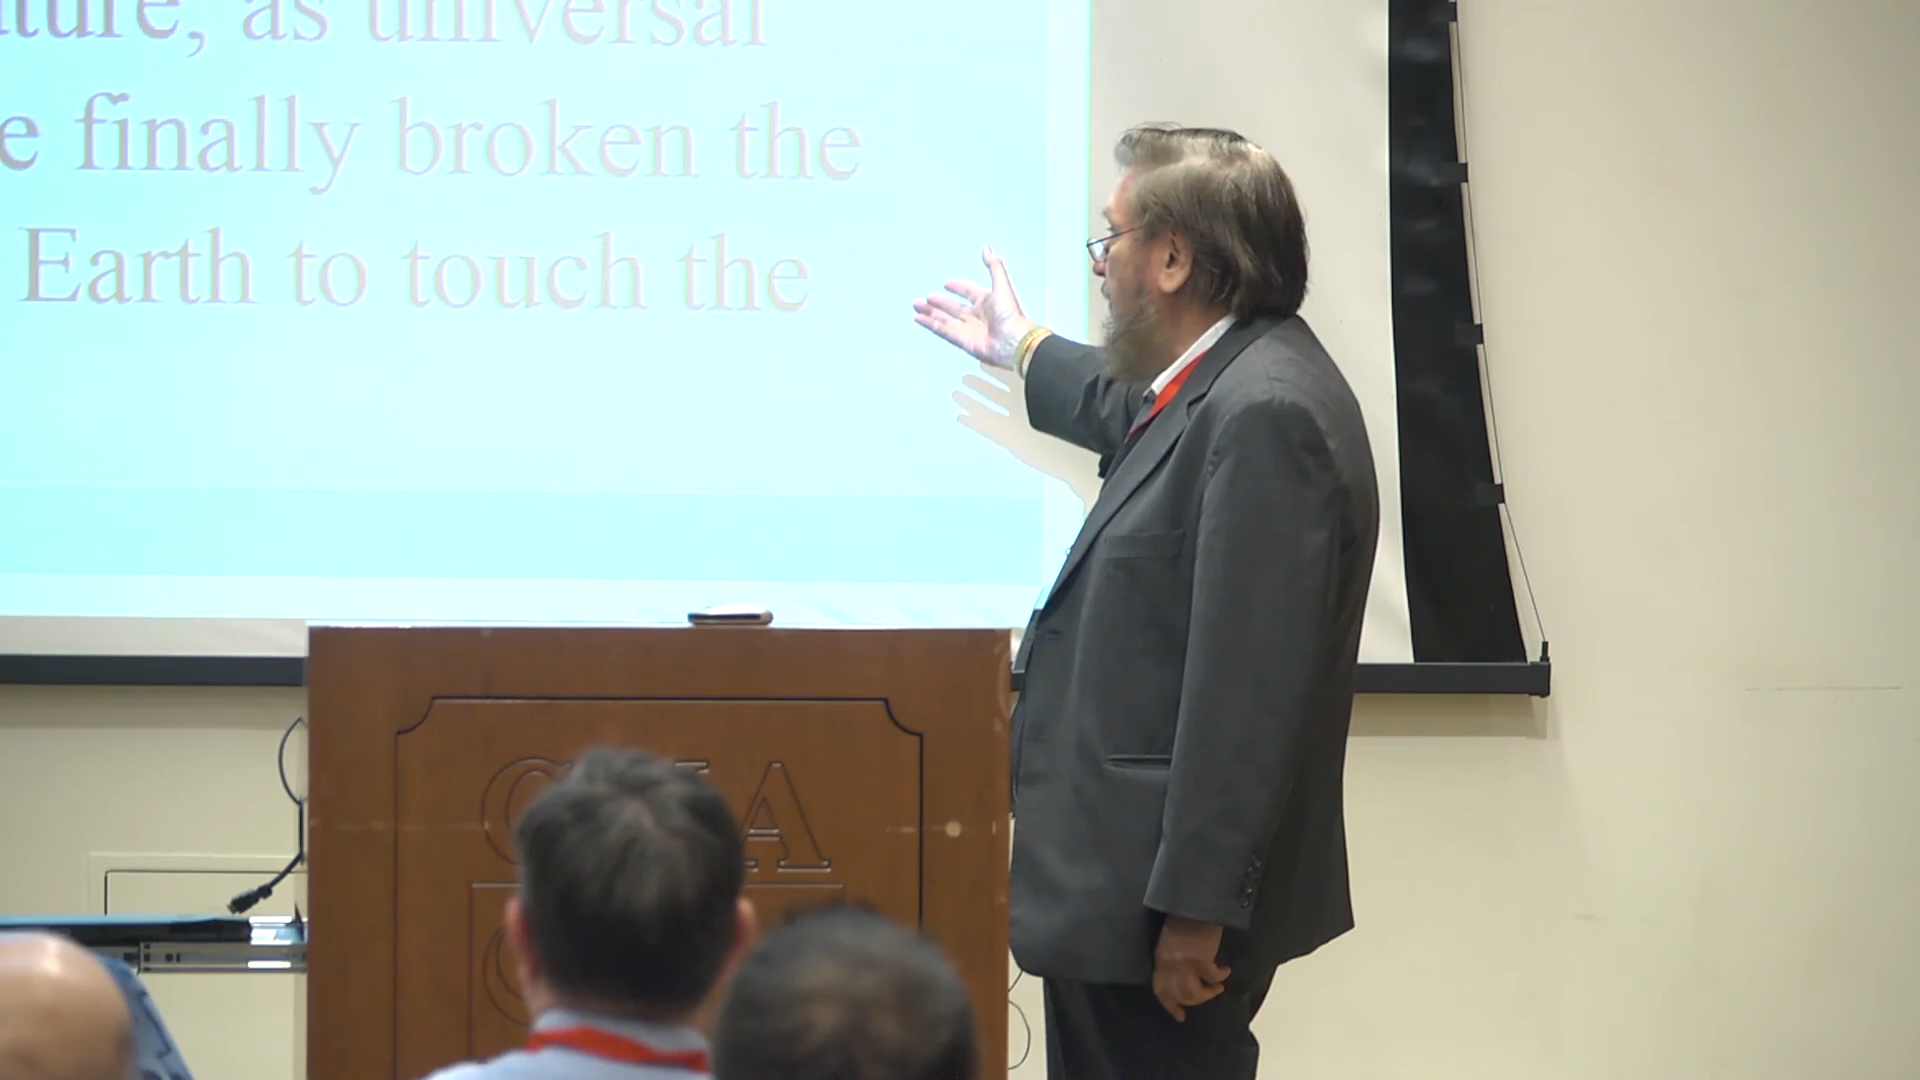 ature, as universal
e finally broken the
Earth to touch the